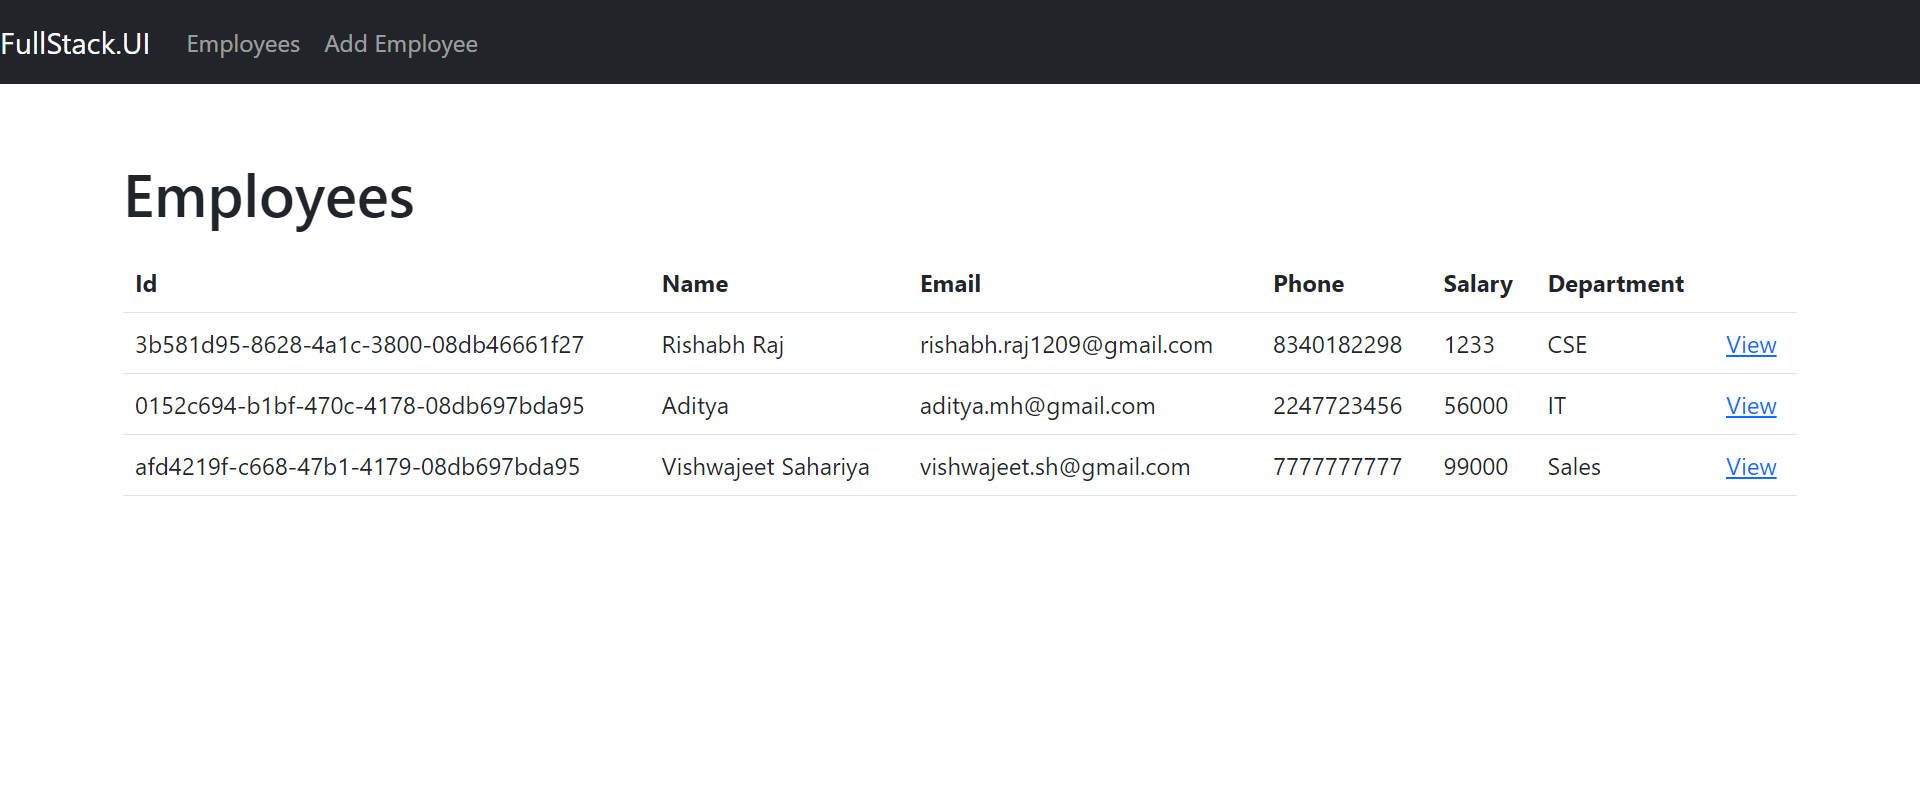 FullStack.UI Employees Add Employee
Employees
Id Name Email Phone Salary Department
3b581d95-8628-4a1c-3800-08db46661f27 Rishabh Raj rishabh.raj1209@gmail.com 8340182298 1233 CSE View
0152c694-b1bf-470c-4178-08db697bda95 Aditya aditya.mh@gmail.com 2247723456 56000 IT View
afd4219f-c668-47b1-4179-08db697bda95 Vishwajeet Sahariya vishwajeet.sh@gmail.com 7777777777 99000 Sales View